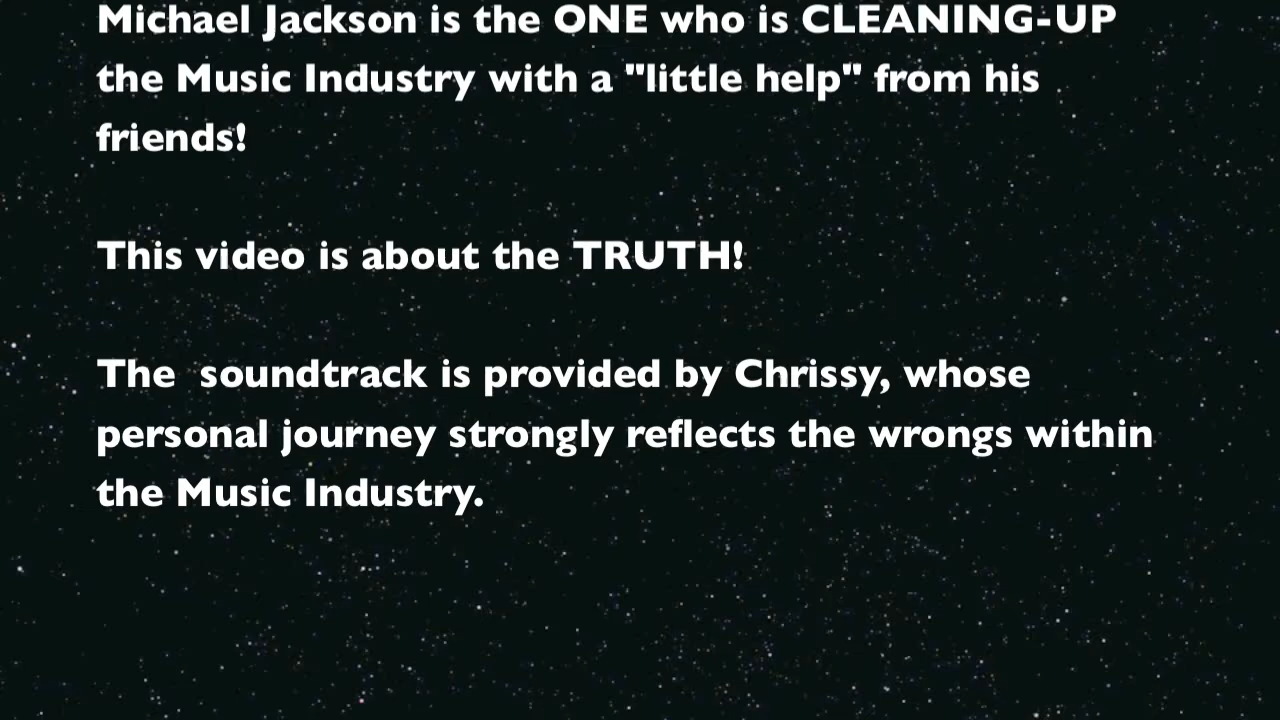 Michael Jackson is the ONE who is CLEANING-UP
the Music Industry with a "little help" from his
friends!
This video is about the TRUTH!
The  soundtrack is provided by Chrissy, whose
personal journey strongly reflects the wrongs within
the Music Industry.